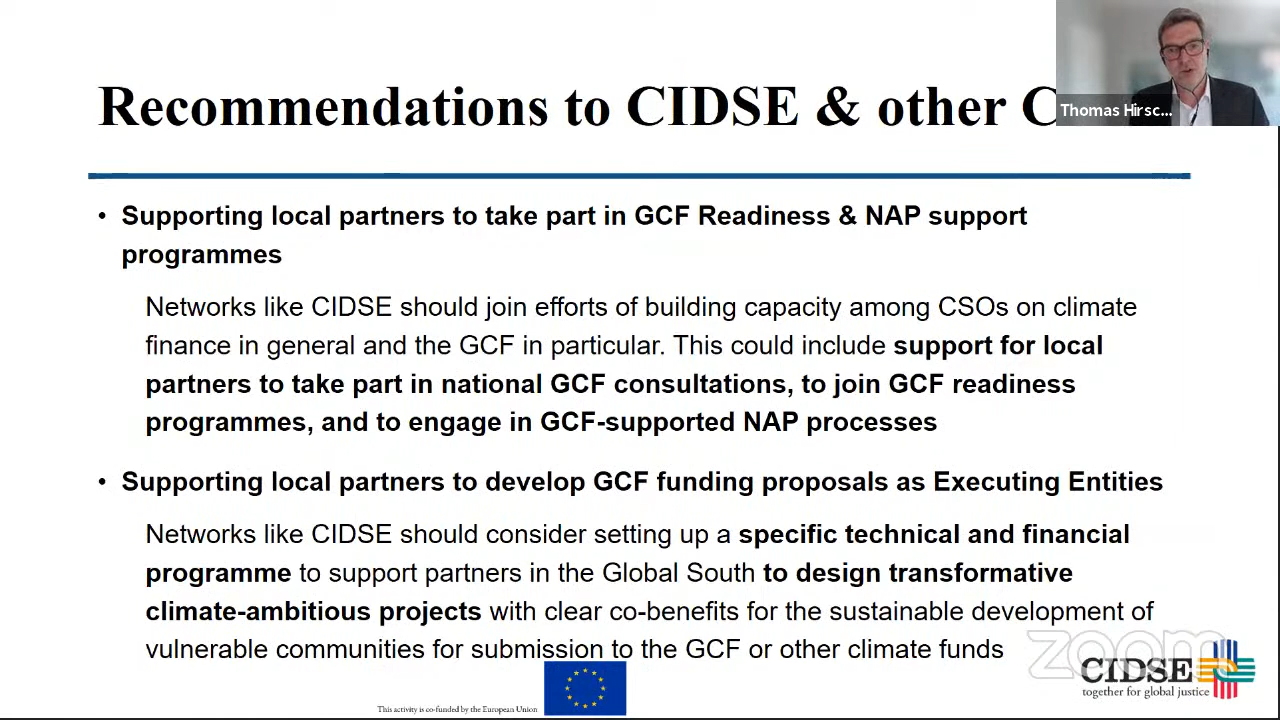 Recommendations to CIDSE & other C
Thomas Hirsc...
• Supporting local partners to take part in GCF Readiness & NAP support
programmes
Networks like CIDSE should join efforts of building capacity among CSOs on climate
finance in general and the GCF in particular. This could include support for local
partners to take part in national GCF consultations, to join GCF readiness
programmes, and to engage in GCF-supported NAP processes
• Supporting local partners to develop GCF funding proposals as Executing Entities
Networks like CIDSE should consider setting up a specific technical and financial
programme to support partners in the Global South to design transformative
climate-ambitious projects with clear co-benefits for the sustainable development of
vulnerable communities for submission to the GCF or other climate funds
zoom
CIDSE
together for global justice
This activity is co-funded by the European Union